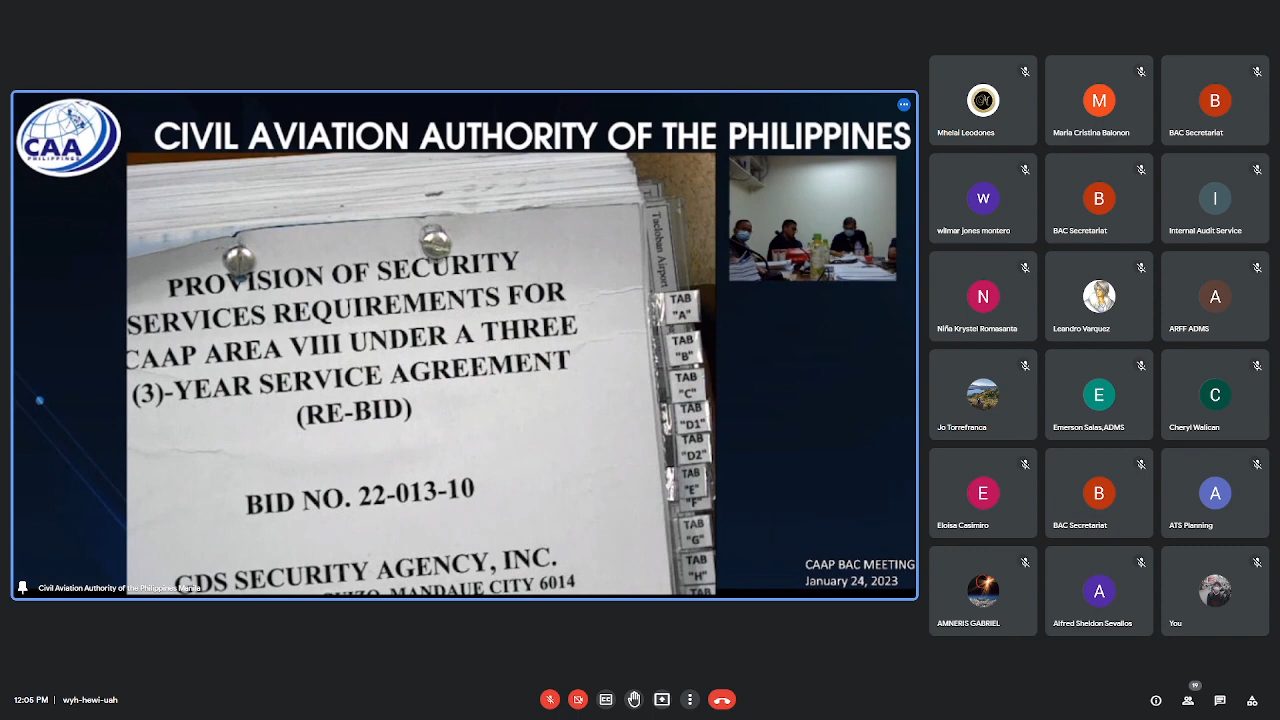 CAA
PHILIPPINES
CIVIL AVIATION AUTHORITY OF THE PHILIPPINES
Tacloban Airport
PROVISION OF SECURITY
SERVICES REQUIREMENTS FOR
CAAP AREA VIII UNDER A THREE
(3)-YEAR SERVICE AGREEMENT
(RE-BID)
BID NO. 22-013-10
GDS SECURITY AGENCY, INC.
MANDAUE CITY 6014
TAB "A"
TAB "B"
TAB "C"
TAB "D1"
TAB "D2"
TAB "E"
"F"
TAB "G"
TAB "H"
TAB
CAAP BAC MEETING
January 24, 2023
Civil Aviation Authority of the Philippines Manila
Mhelai Leodones
M
Maria Cristina Balonon
B
BAC Secretariat
w
wilmar jones montero
B
BAC Secretariat
I
Internal Audit Service
N
Niña Krystel Romasanta
Leandro Varquez
A
ARFF ADMS
Jo Torrefranca
E
Emerson Salas,ADMS
C
Cheryl Walican
E
Eloisa Casimiro
B
BAC Secretariat
A
ATS Planning
AMNERIS GABRIEL
A
Alfred Sheldon Sevallos
You
12:05 PM | wyh-hewi-uah
19